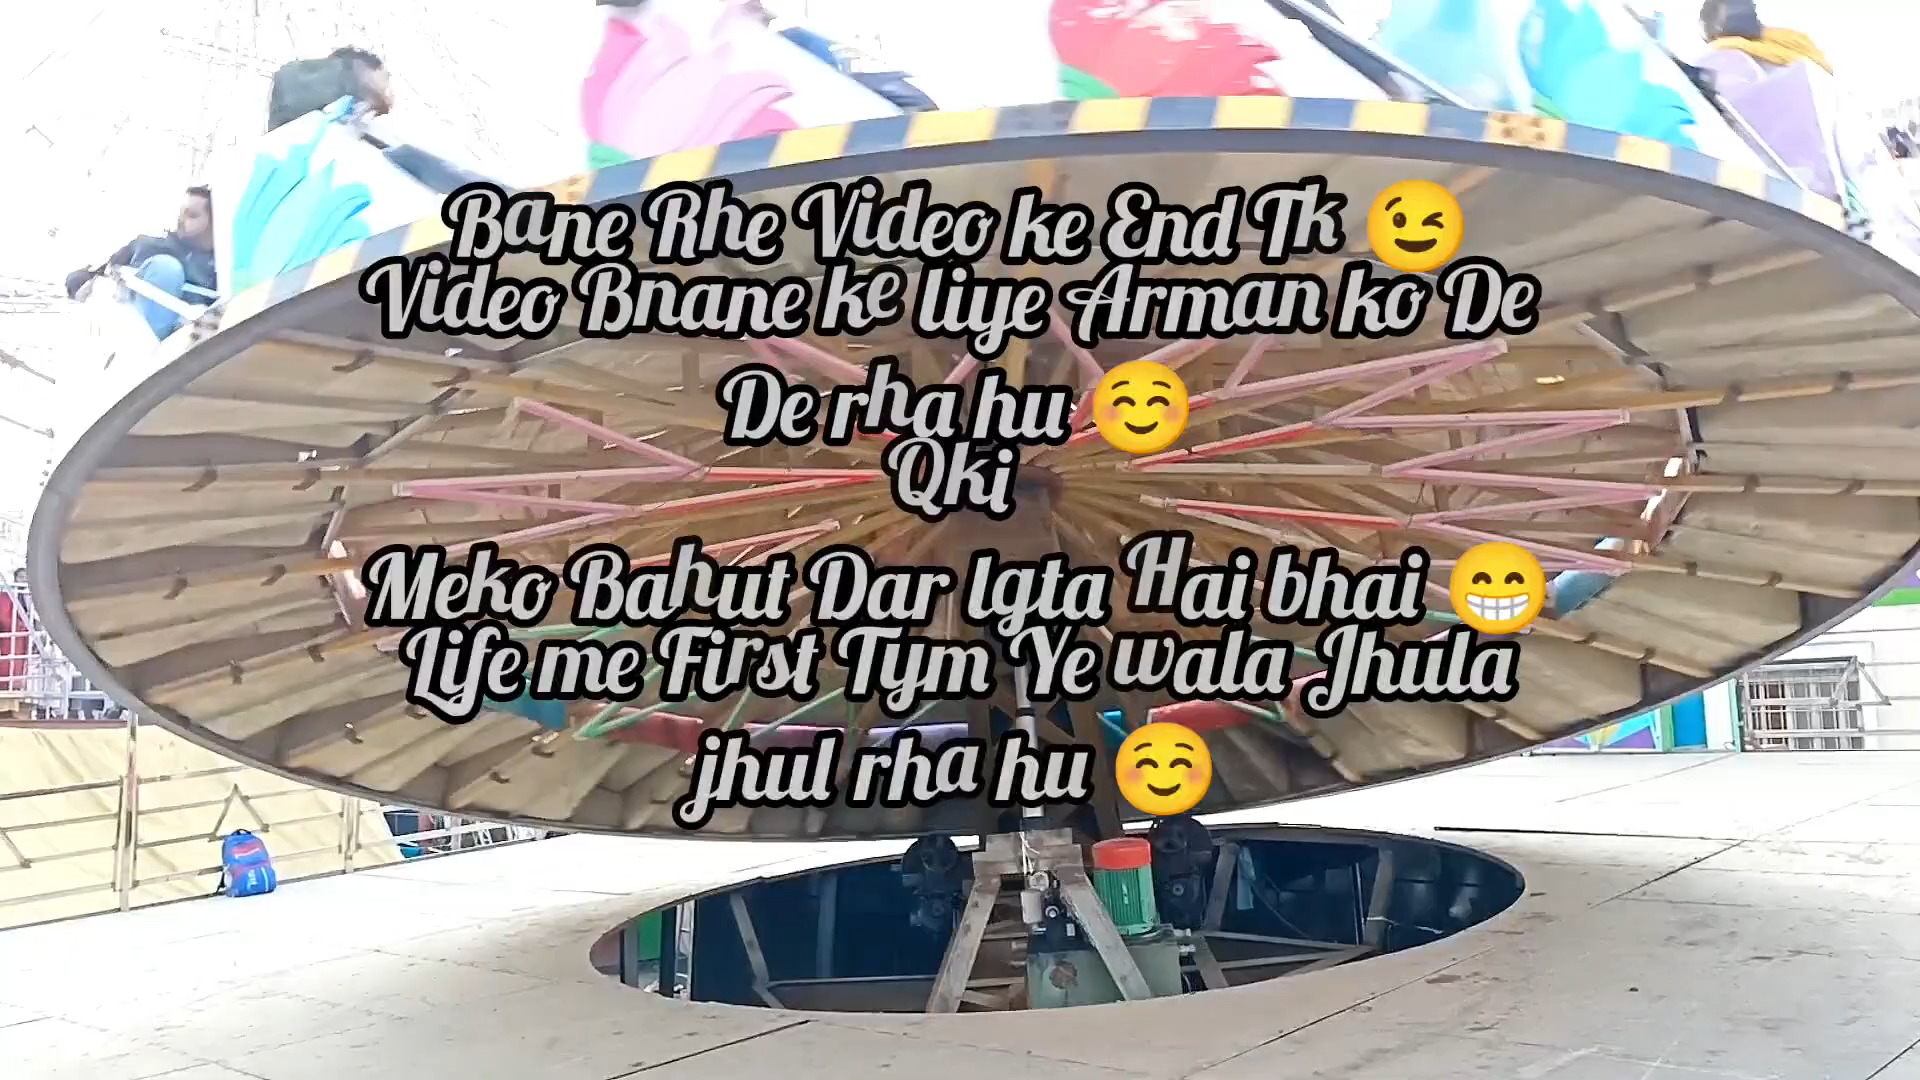 Bane Rhe Video ke End Tk 😉
Video Bnane ke liye Arman ko De
De rha hu ☺️
Qki
Meko Bahut Dar lgta Hai bhai 😁
Life me First Tym Ye wala Jhula
jhul rha hu ☺️